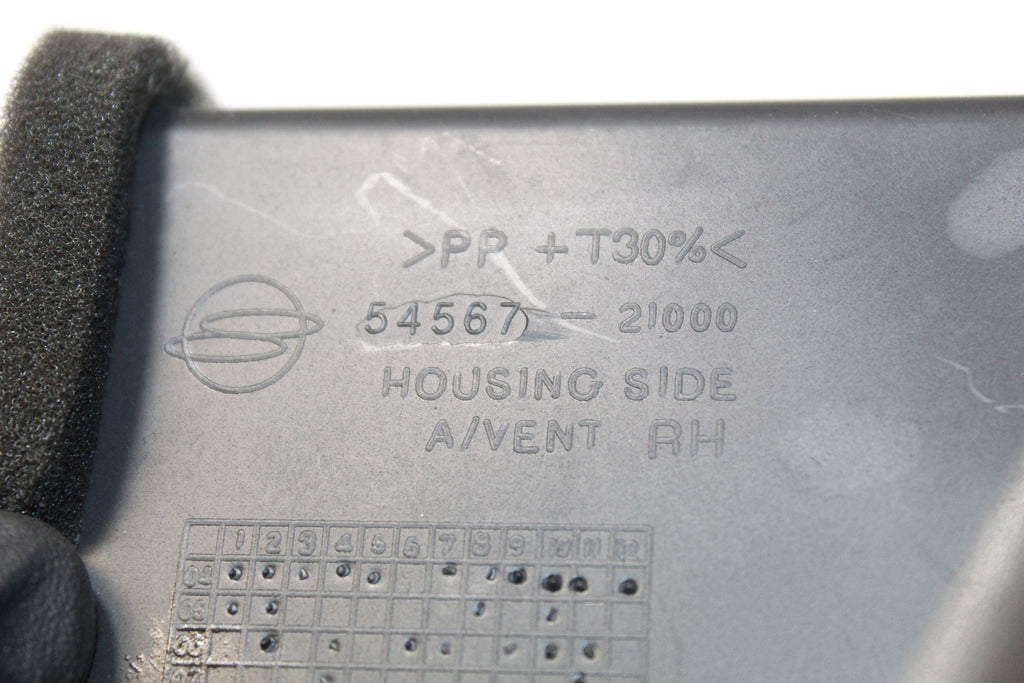 >PP + T30%<
54567 - 21000
HOUSING SIDE
A/VENT RH
1 2 3 4 5 6 7 8 9 10 11 12
04
05